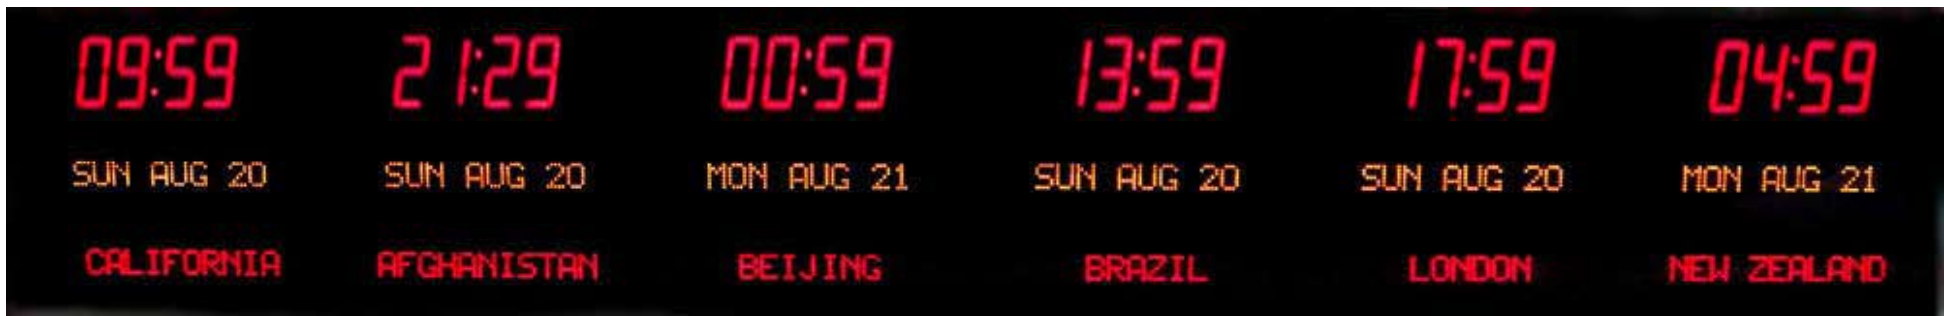 09:59 21:29 00:59 13:59 17:59 04:59
SUN AUG 20 SUN AUG 20 MON AUG 21 SUN AUG 20 SUN AUG 20 MON AUG 21
CALIFORNIA AFGHANISTAN BEIJING BRAZIL LONDON NEW ZEALAND